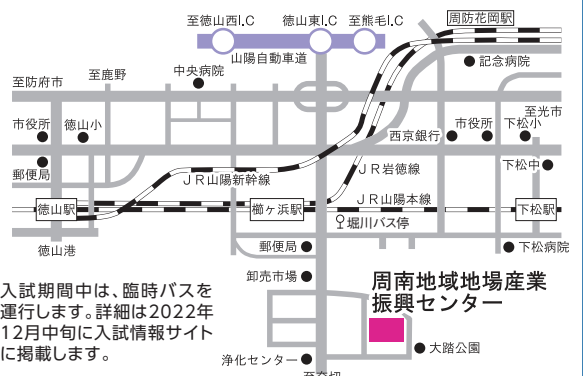 至徳山西I.C
徳山東I.C
至熊毛I.C
周防花岡駅
山陽自動車道
記念病院
至防府市
至鹿野
中央病院
至光市
市役所
徳山小
西京銀行
市役所
下松小
郵便局
下松中
JR山陽新幹線
JR岩徳線
JR山陽本線
徳山駅
櫛ヶ浜駅
下松駅
堀川バス停
徳山港
郵便局
下松病院
卸売市場
周南地域地場産業
振興センター
入試期間中は、臨時バスを
運行します。詳細は2022年
12月中旬に入試情報サイト
に掲載します。
浄化センター
大踏公園